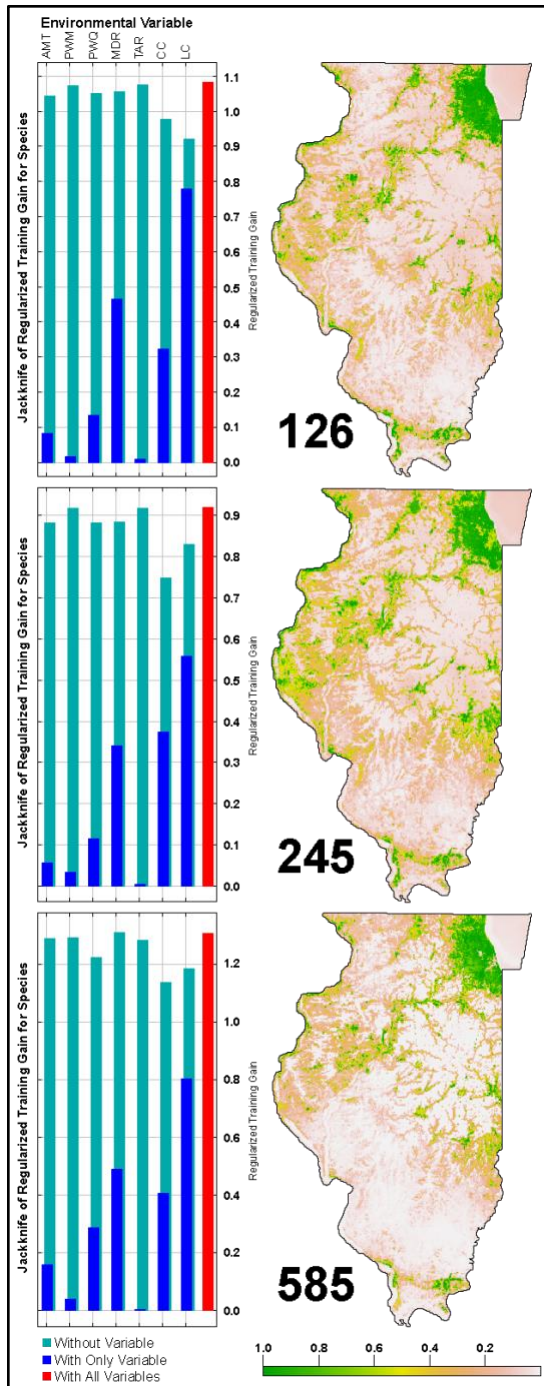 Environmental Variable
AMT
PWM
PWQ
MDR
TAR
CC
LC
Jackknife of Regularized Training Gain for Species
1.1
1.0
0.9
0.8
0.7
0.6
0.5
0.4
0.3
0.2
0.1
0.0
Regularized Training Gain
126
Jackknife of Regularized Training Gain for Species
0.9
0.8
0.7
0.6
0.5
0.4
0.3
0.2
0.1
0.0
Regularized Training Gain
245
Jackknife of Regularized Training Gain for Species
1.2
1.0
0.8
0.6
0.4
0.2
0.0
Regularized Training Gain
585
Without Variable
With Only Variable
With All Variables
1.0 0.8 0.6 0.4 0.2